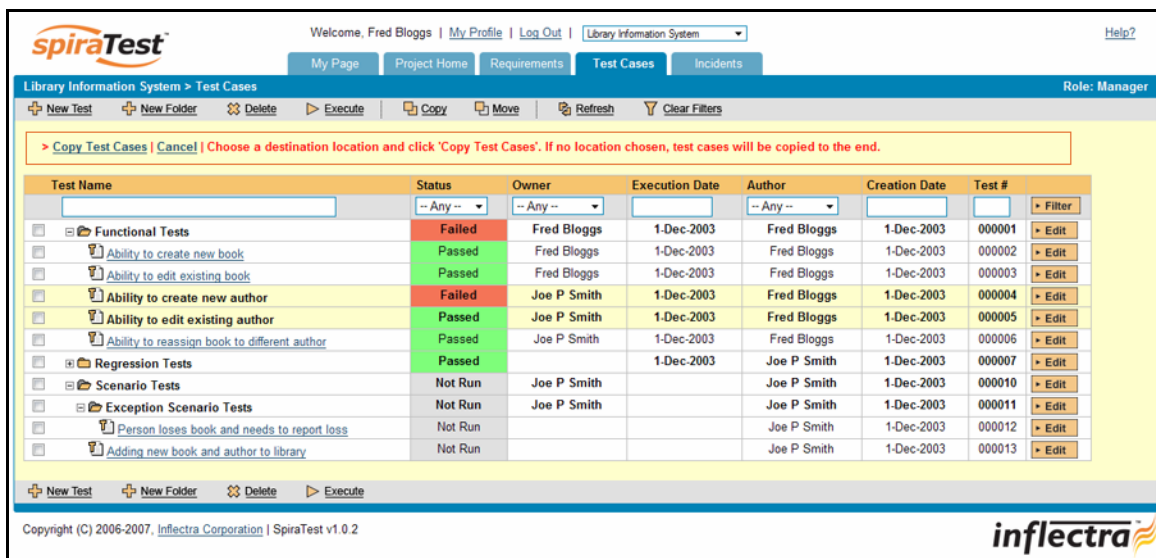 spiraTest
Welcome, Fred Bloggs | My Profile | Log Out | Library Information System Help?
My Page Project Home Requirements Test Cases Incidents
Library Information System > Test Cases Role: Manager
New Test New Folder Delete Execute Copy Move Refresh Clear Filters
> Copy Test Cases | Cancel | Choose a destination location and click 'Copy Test Cases'. If no location chosen, test cases will be copied to the end.
Test Name Status Owner Execution Date Author Creation Date Test #
-- Any -- -- Any -- -- Any -- Filter
Functional Tests Failed Fred Bloggs 1-Dec-2003 Fred Bloggs 1-Dec-2003 000001 Edit
Ability to create new book Passed Fred Bloggs 1-Dec-2003 Fred Bloggs 1-Dec-2003 000002 Edit
Ability to edit existing book Passed Fred Bloggs 1-Dec-2003 Fred Bloggs 1-Dec-2003 000003 Edit
Ability to create new author Failed Joe P Smith 1-Dec-2003 Fred Bloggs 1-Dec-2003 000004 Edit
Ability to edit existing author Passed Joe P Smith 1-Dec-2003 Fred Bloggs 1-Dec-2003 000005 Edit
Ability to reassign book to different author Passed Joe P Smith 1-Dec-2003 Fred Bloggs 1-Dec-2003 000006 Edit
Regression Tests Passed 1-Dec-2003 Joe P Smith 1-Dec-2003 000007 Edit
Scenario Tests Not Run Joe P Smith Joe P Smith 1-Dec-2003 000010 Edit
Exception Scenario Tests Not Run Joe P Smith Joe P Smith 1-Dec-2003 000011 Edit
Person loses book and needs to report loss Not Run Joe P Smith 1-Dec-2003 000012 Edit
Adding new book and author to library Not Run Joe P Smith 1-Dec-2003 000013 Edit
New Test New Folder Delete Execute
Copyright (C) 2006-2007, Inflectra Corporation | SpiraTest v1.0.2
inflectra